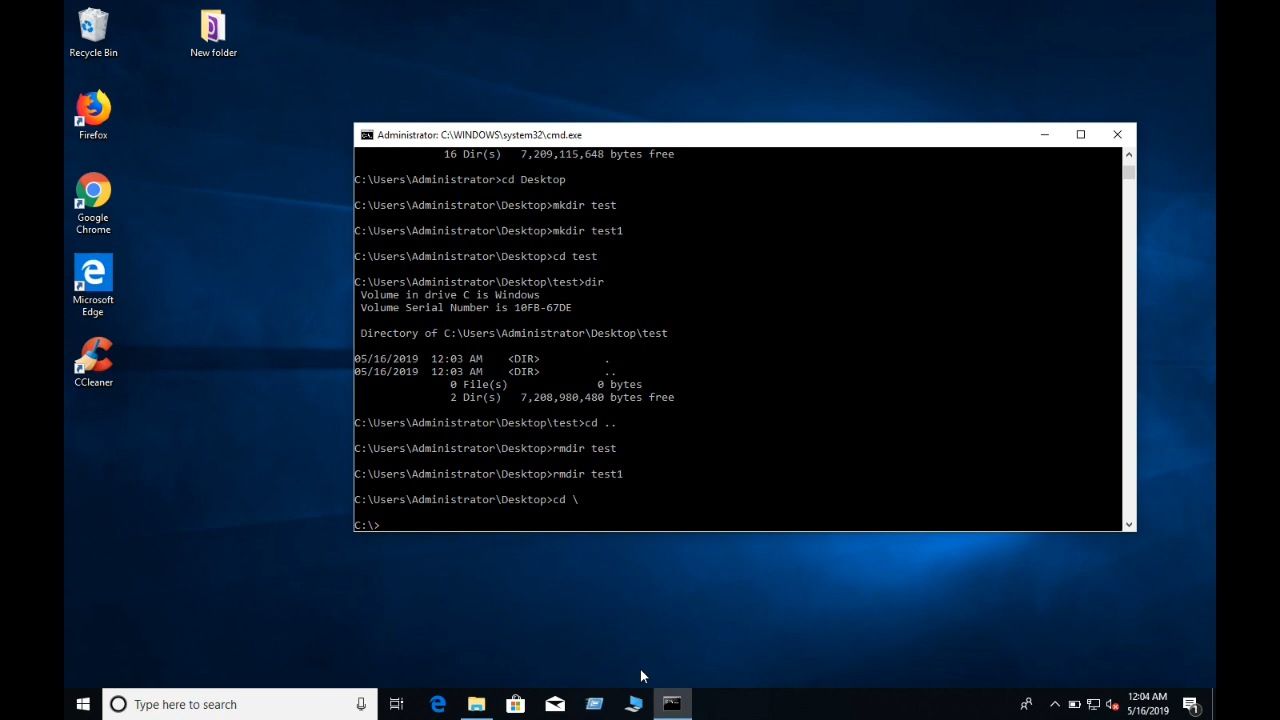 Recycle Bin
New folder
Firefox
Google
Chrome
Microsoft
Edge
CCleaner
Administrator: C:\WINDOWS\system32\cmd.exe
16 Dir(s)   7,209,115,648 bytes free
C:\Users\Administrator>cd Desktop
C:\Users\Administrator\Desktop>mkdir test
C:\Users\Administrator\Desktop>mkdir test1
C:\Users\Administrator\Desktop>cd test
C:\Users\Administrator\Desktop\test>dir
Volume in drive C is Windows
Volume Serial Number is 10FB-67DE
Directory of C:\Users\Administrator\Desktop\test
05/16/2019  12:03 AM    <DIR>          .
05/16/2019  12:03 AM    <DIR>          ..
0 File(s)              0 bytes
2 Dir(s)   7,208,980,480 bytes free
C:\Users\Administrator\Desktop\test>cd ..
C:\Users\Administrator\Desktop>rmdir test
C:\Users\Administrator\Desktop>rmdir test1
C:\Users\Administrator\Desktop>cd \
C:\>
Type here to search
12:04 AM
5/16/2019
1